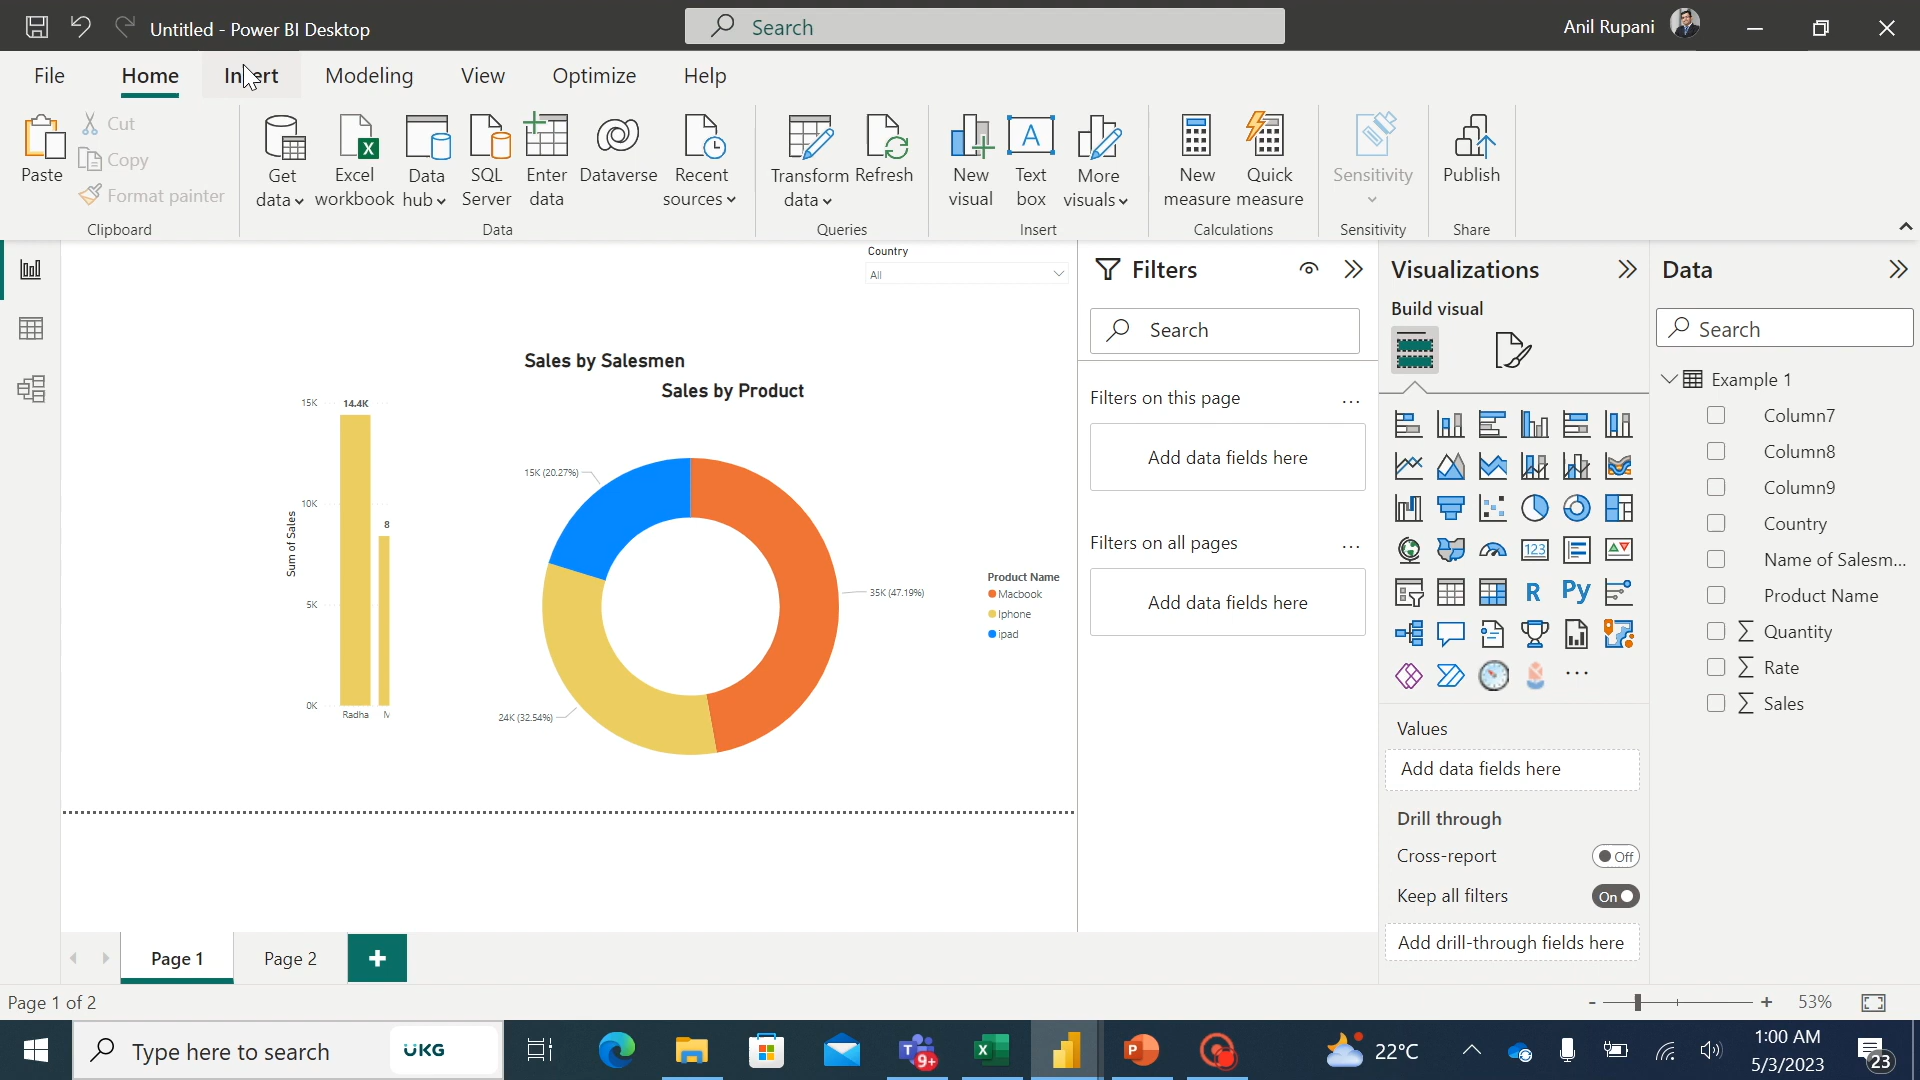 Untitled - Power BI Desktop
Search
Anil Rupani
File
Home
Insert
Modeling
View
Optimize
Help
Paste
Cut
Copy
Format painter
Clipboard
Get data
Excel workbook
Data hub
SQL Server
Enter data
Dataverse
Recent sources
Data
Transform data
Refresh
Queries
New visual
Text box
More visuals
Insert
New measure
Quick measure
Calculations
Sensitivity
Sensitivity
Publish
Share
Country
All
Sales by Salesmen
Sales by Product
15K
10K
5K
0K
Sum of Sales
14.4K
8
Radha
15K (20.27%)
35K (47.19%)
24K (32.54%)
Product Name
Macbook
Iphone
ipad
Filters
Search
Filters on this page
...
Add data fields here
Filters on all pages
...
Add data fields here
Visualizations
Build visual
123
R
Py
...
Values
Add data fields here
Drill through
Cross-report
Off
Keep all filters
On
Add drill-through fields here
Data
Search
Example 1
Column7
Column8
Column9
Country
Name of Salesm...
Product Name
Quantity
Rate
Sales
Page 1
Page 2
Page 1 of 2
53%
Type here to search
UKG
9+
22°C
1:00 AM
5/3/2023
23